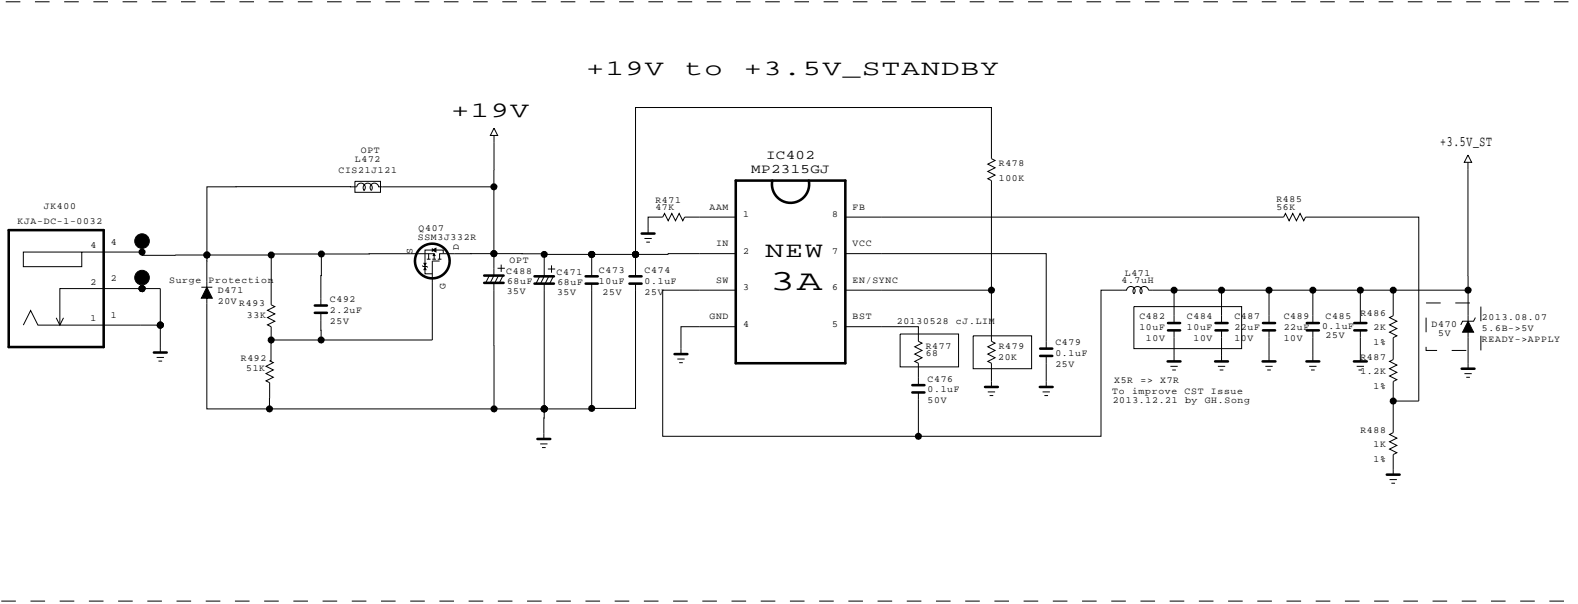 +19V to +3.5V_STANDBY
+19V
OPT
L472
CIS21J121
JK400
KJA-DC-1-0032
4
4
2
2
1
1
Surge Protection
D471
20V
R493
33K
R492
51K
C492
2.2uF
25V
Q407
SSM3J332R
S
D
G
OPT
C488
68uF
35V
C471
68uF
35V
C473
10uF
25V
C474
0.1uF
25V
R471
47K
IC402
MP2315GJ
NEW
3A
AAM
1
IN
2
SW
3
GND
4
8
FB
7
VCC
6
EN/SYNC
5
BST
R478
100K
20130528 cJ.LIM
R477
68
R479
20K
C476
0.1uF
50V
C479
0.1uF
25V
R485
56K
L471
4.7uH
C482
10uF
10V
C484
10uF
10V
C487
22uF
10V
C489
22uF
10V
C485
0.1uF
25V
R486
2K
1%
R487
1.2K
1%
R488
1K
1%
X5R => X7R
To improve CST Issue
2013.12.21 by GH.Song
+3.5V_ST
D470
5V
2013.08.07
5.6B->5V
READY->APPLY